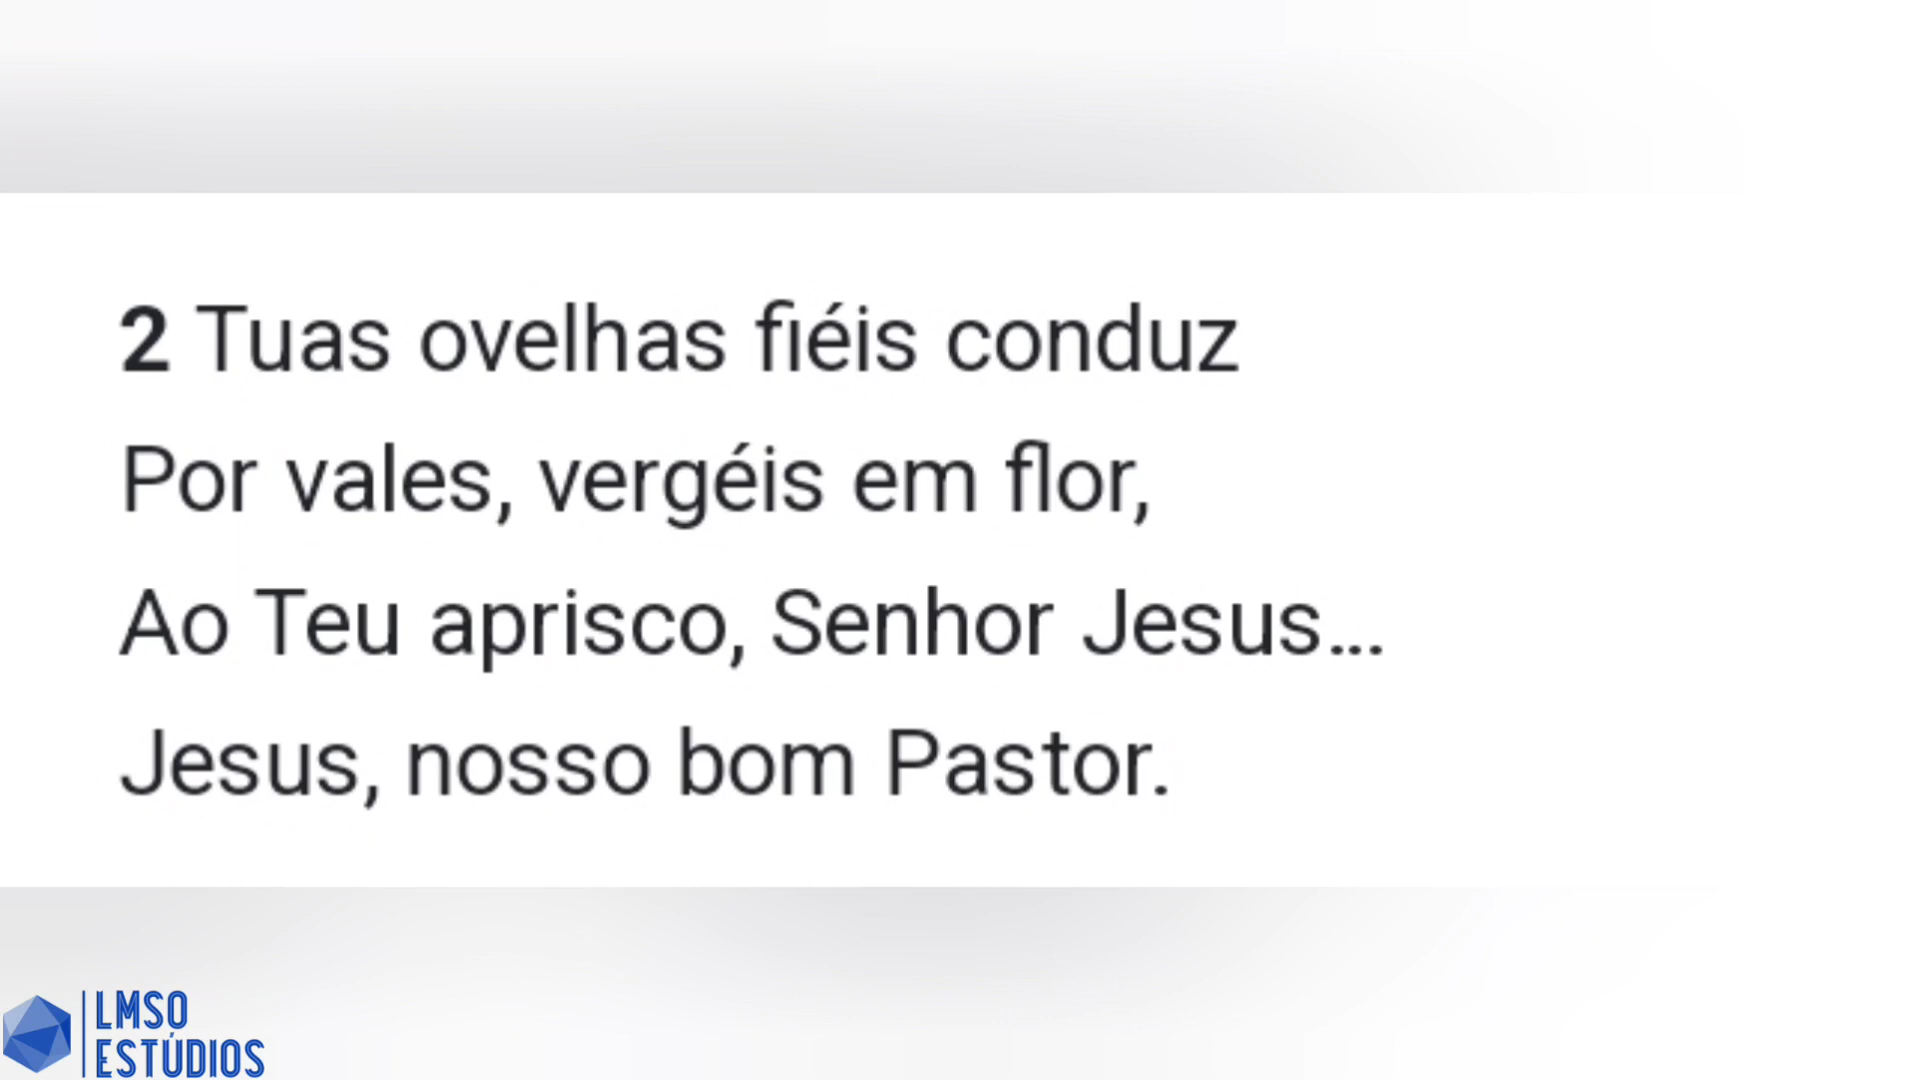 2 Tuas ovelhas fiéis conduz
Por vales, vergéis em flor,
Ao Teu aprisco, Senhor Jesus...
Jesus, nosso bom Pastor.
LMSO
ESTÚDIOS